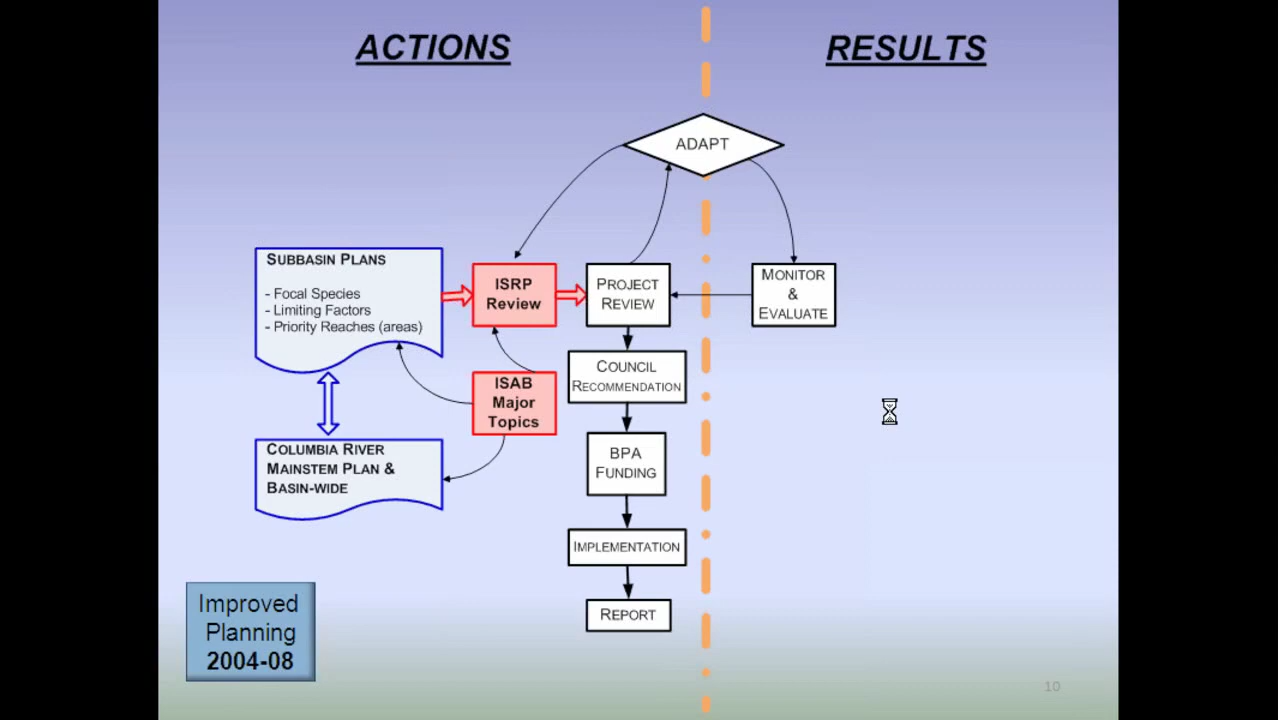 ACTIONS
RESULTS
ADAPT
SUBBASIN PLANS
- Focal Species
- Limiting Factors
- Priority Reaches (areas)
ISRP
Review
PROJECT
REVIEW
MONITOR
&
EVALUATE
ISAB
Major
Topics
COUNCIL
RECOMMENDATION
COLUMBIA RIVER
MAINSTEM PLAN &
BASIN-WIDE
BPA
FUNDING
IMPLEMENTATION
REPORT
Improved
Planning
2004-08
10